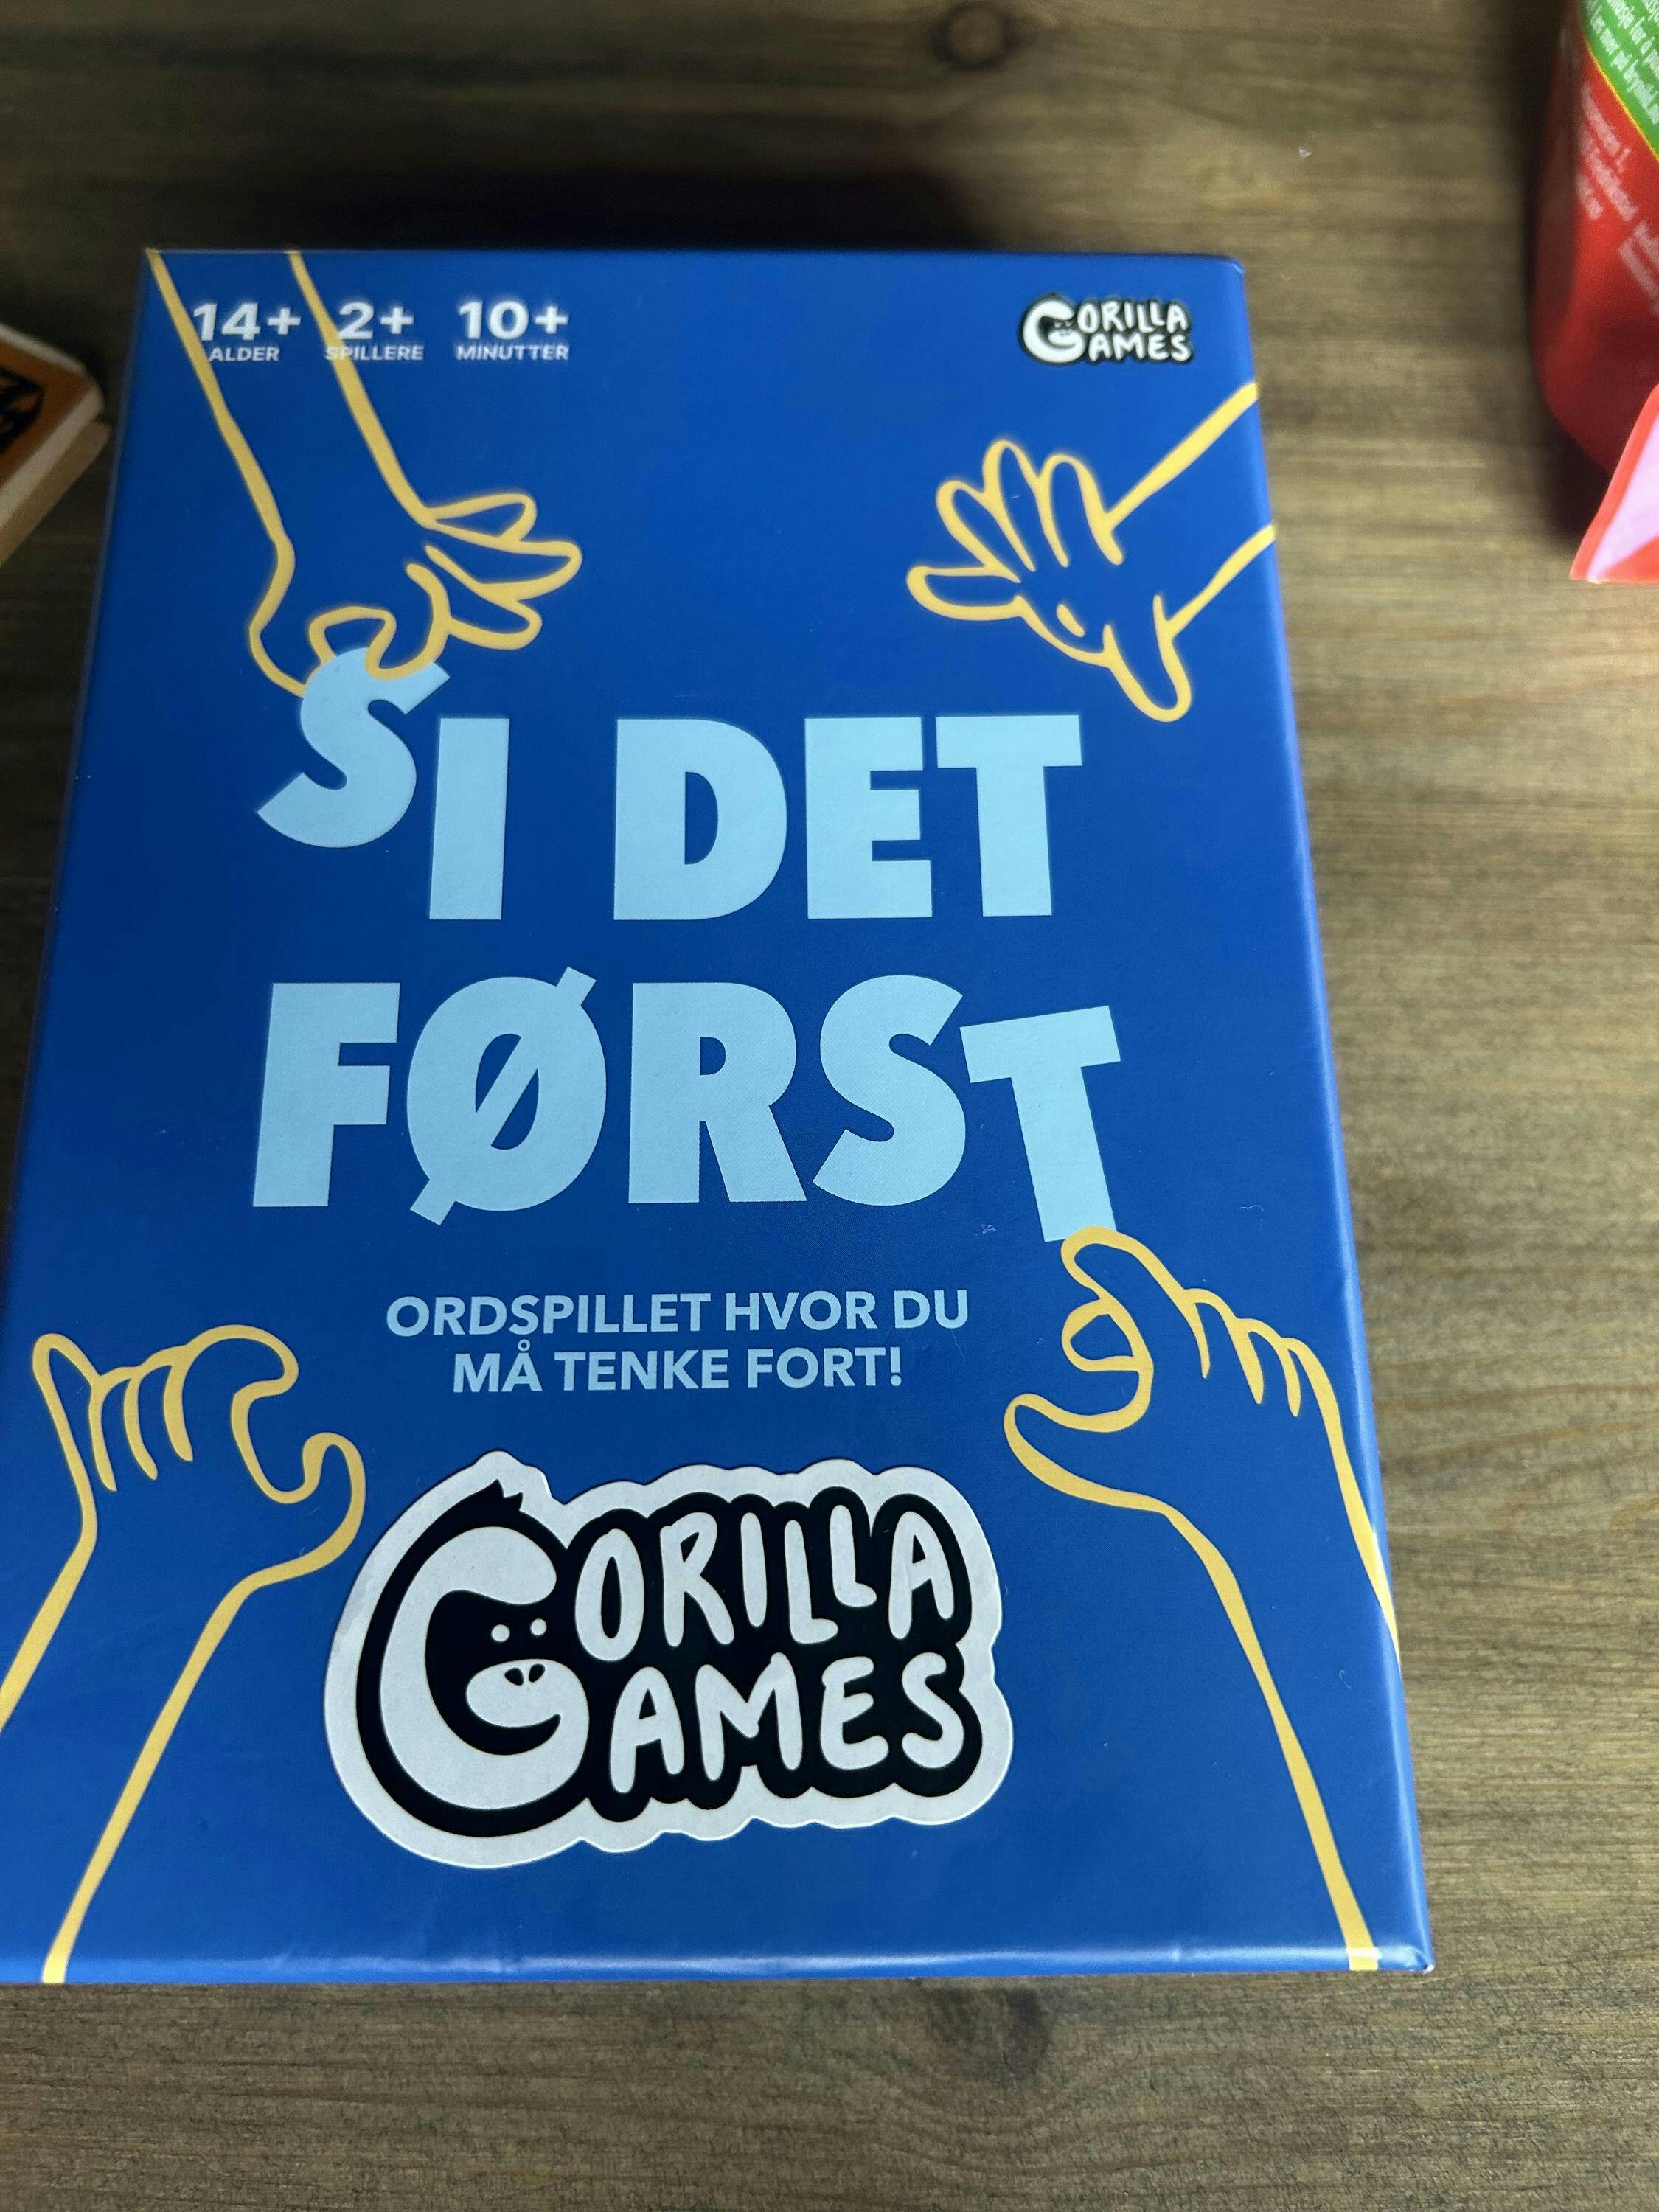 14+ 2+ 10+
ALDER SPILLERE MINUTTER
GORILLA
GAMES
SI DET
FØRST
ORDSPILLET HVOR DU
MÅ TENKE FORT!
GORILLA
GAMES